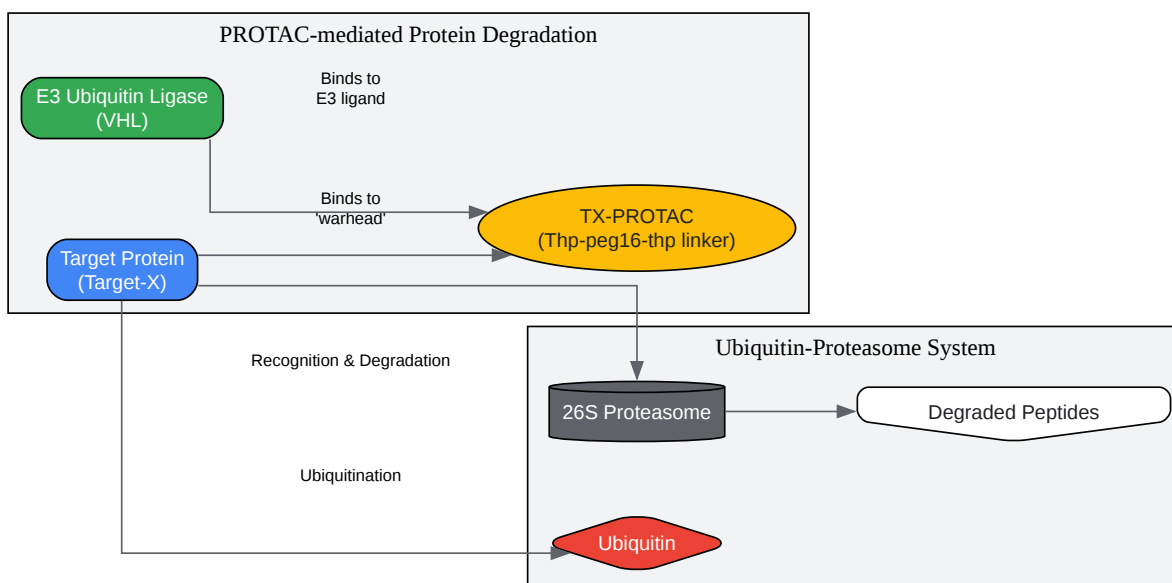 PROTAC-mediated Protein Degradation
E3 Ubiquitin Ligase
(VHL)
Binds to
E3 ligand
Binds to
'warhead'
TX-PROTAC
(Thp-peg16-thp linker)
Target Protein
(Target-X)
Recognition & Degradation
Ubiquitin-Proteasome System
26S Proteasome
Degraded Peptides
Ubiquitination
Ubiquitin